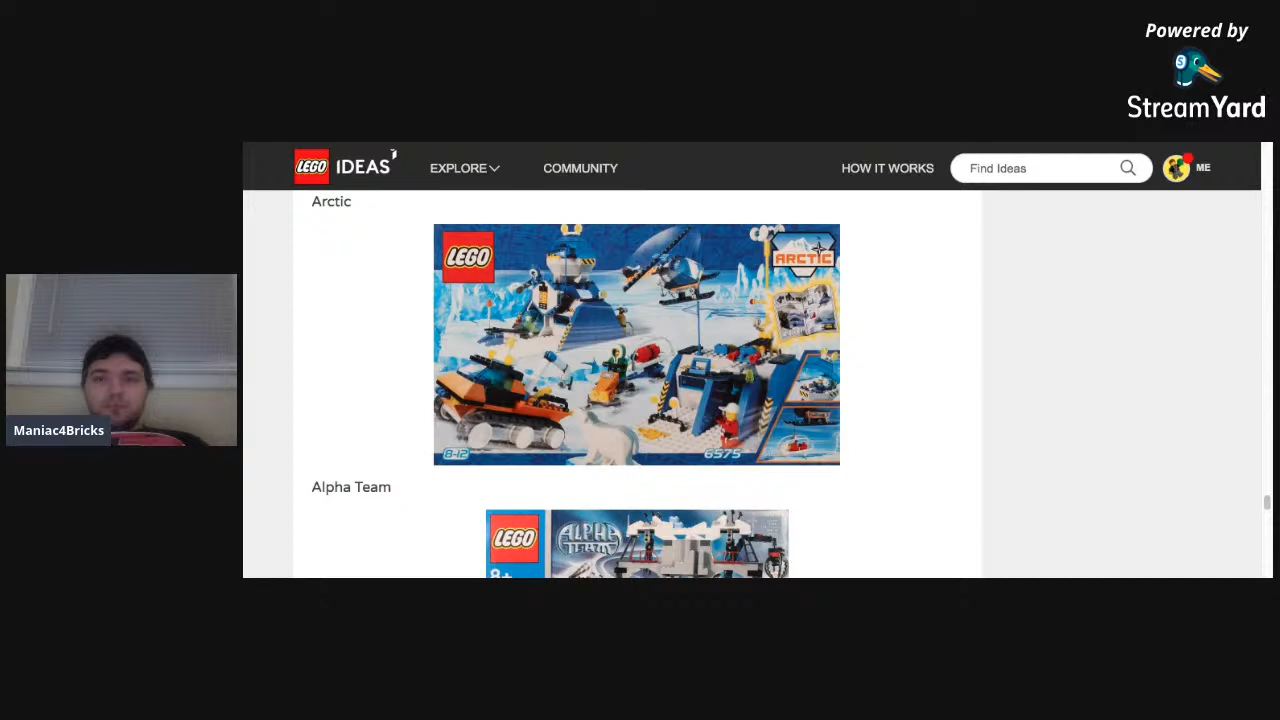 Powered by
StreamYard
LEGO IDEAS EXPLORE COMMUNITY HOW IT WORKS Find Ideas ME
Arctic
LEGO
ARCTIC
Maniac4Bricks
8-12
6575
Alpha Team
LEGO
ALPHA
TEAM
8+